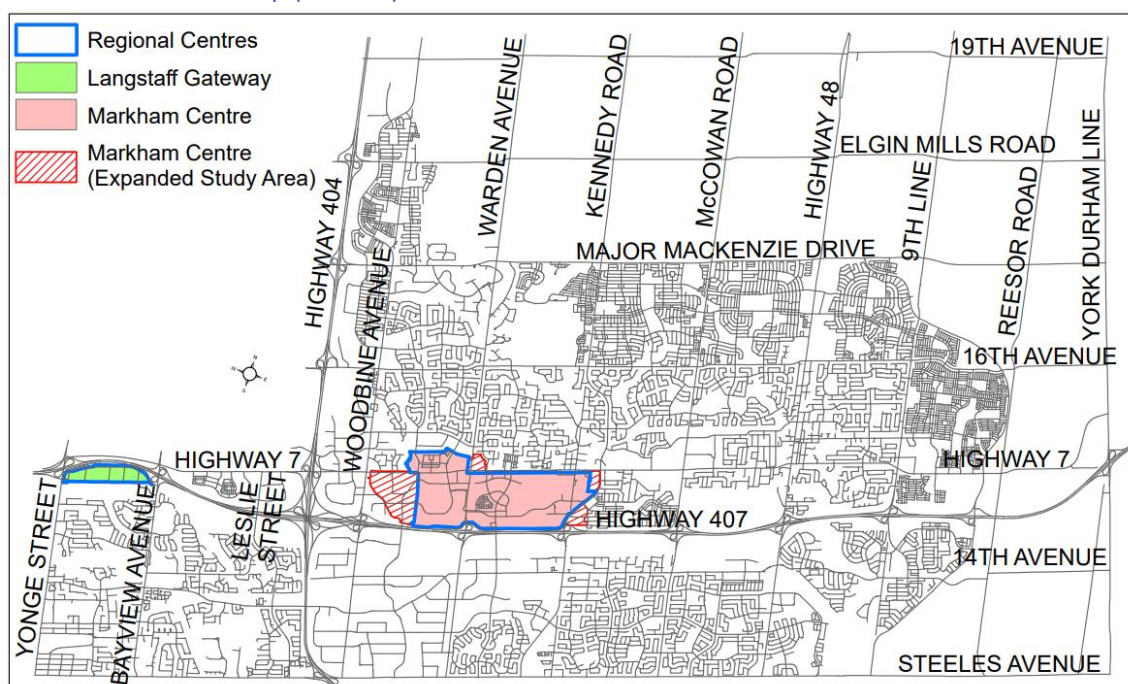 Regional Centres
Langstaff Gateway
Markham Centre
Markham Centre
(Expanded Study Area)
19TH AVENUE
ELGIN MILLS ROAD
MAJOR MACKENZIE DRIVE
16TH AVENUE
HIGHWAY 7
HIGHWAY 7
HIGHWAY 407
14TH AVENUE
STEELES AVENUE
YONGE STREET
BAYVIEW AVENUE
LESLIE
STREET
HIGHWAY 404
WOODBINE AVENUE
WARDEN AVENUE
KENNEDY ROAD
McCOWAN ROAD
HIGHWAY 48
9TH LINE
REESOR ROAD
YORK DURHAM LINE